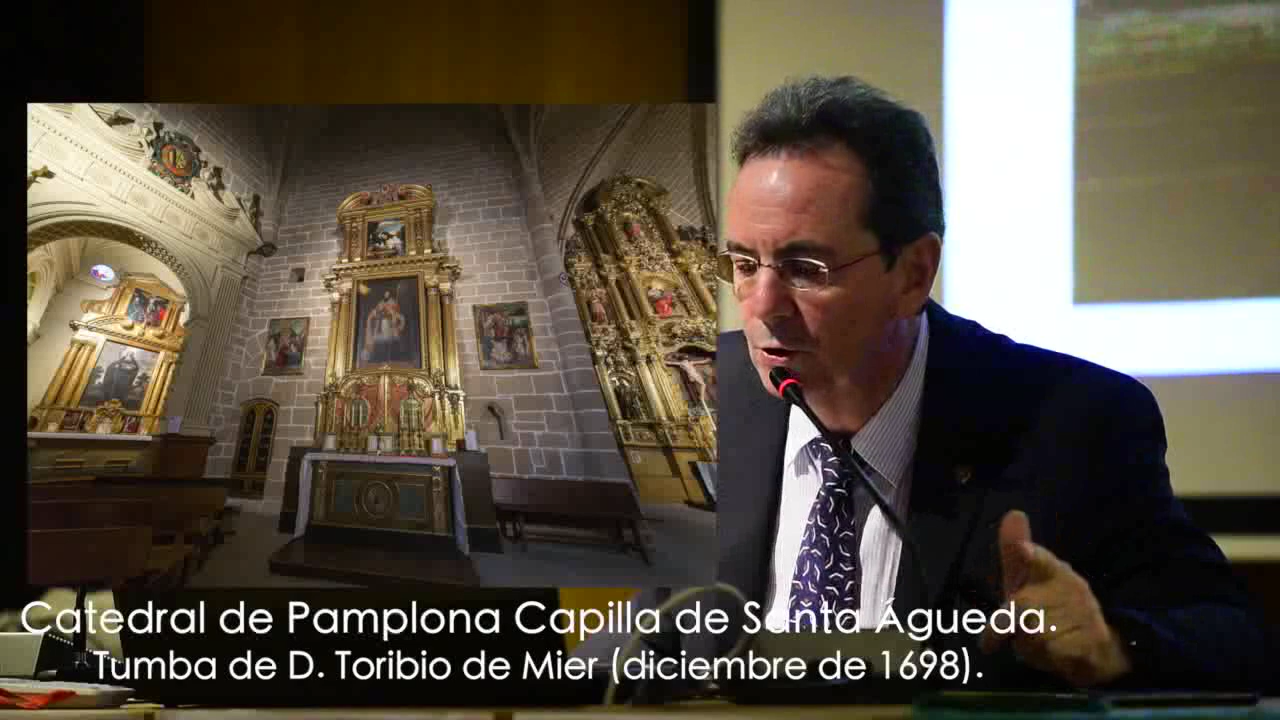 Catedral de Pamplona Capilla de Santa Águeda.
Tumba de D. Toribio de Mier (diciembre de 1698).